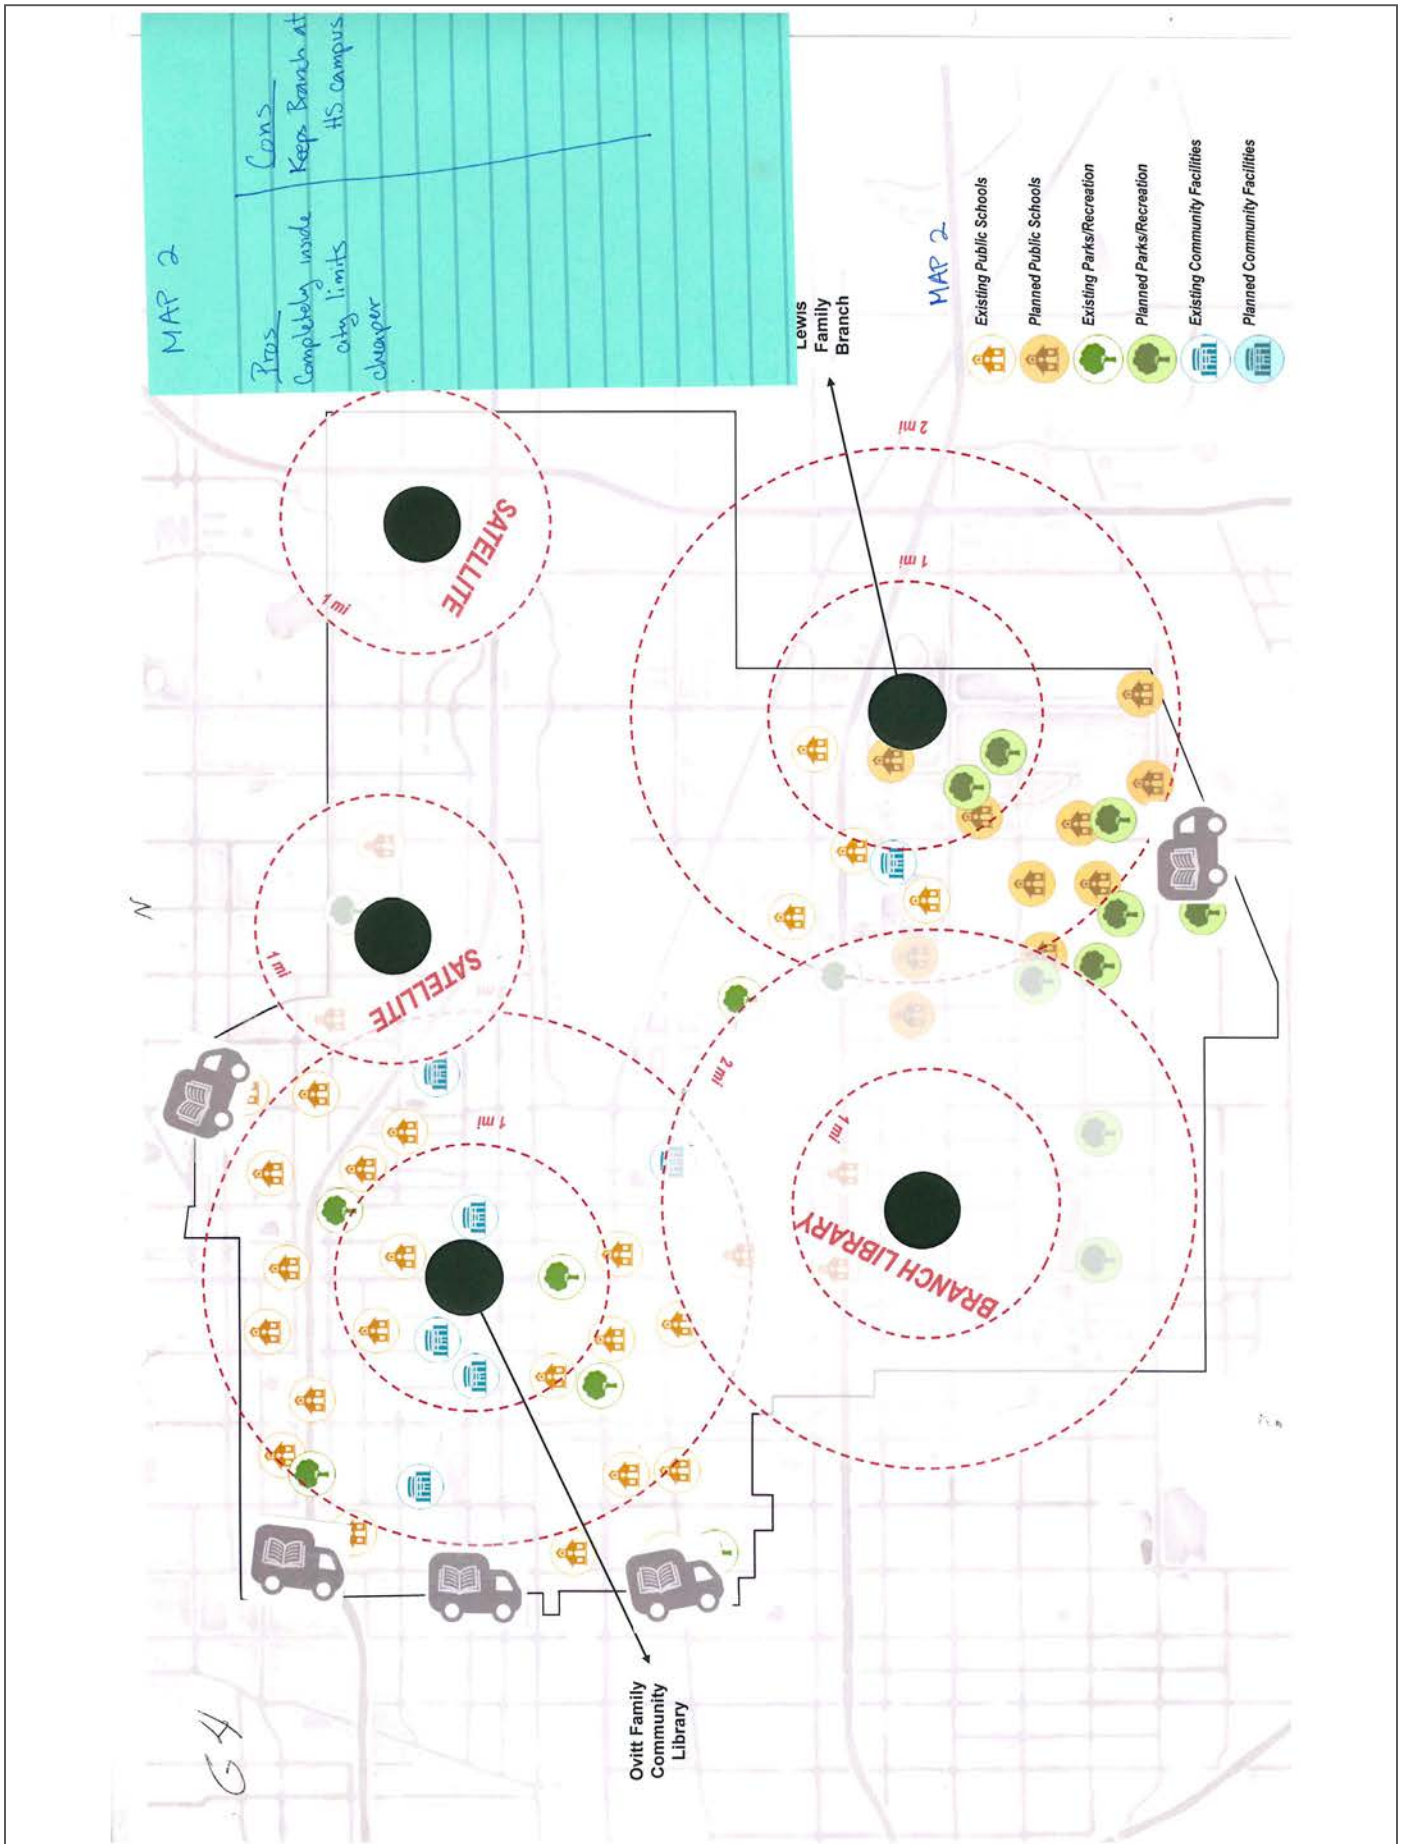 MAP 2
Pros
Cons
Completely inside
city limits
cheaper
Keeps Branch at
HS campus
MAP 2
Existing Public Schools
Planned Public Schools
Existing Parks/Recreation
Planned Parks/Recreation
Existing Community Facilities
Planned Community Facilities
Lewis
Family
Branch
N
SATELLITE
1 mi
SATELLITE
1 mi
2 mi
1 mi
2 mi
1 mi
2 mi
1 mi
BRANCH LIBRARY
Ovitt Family
Community
Library
G4